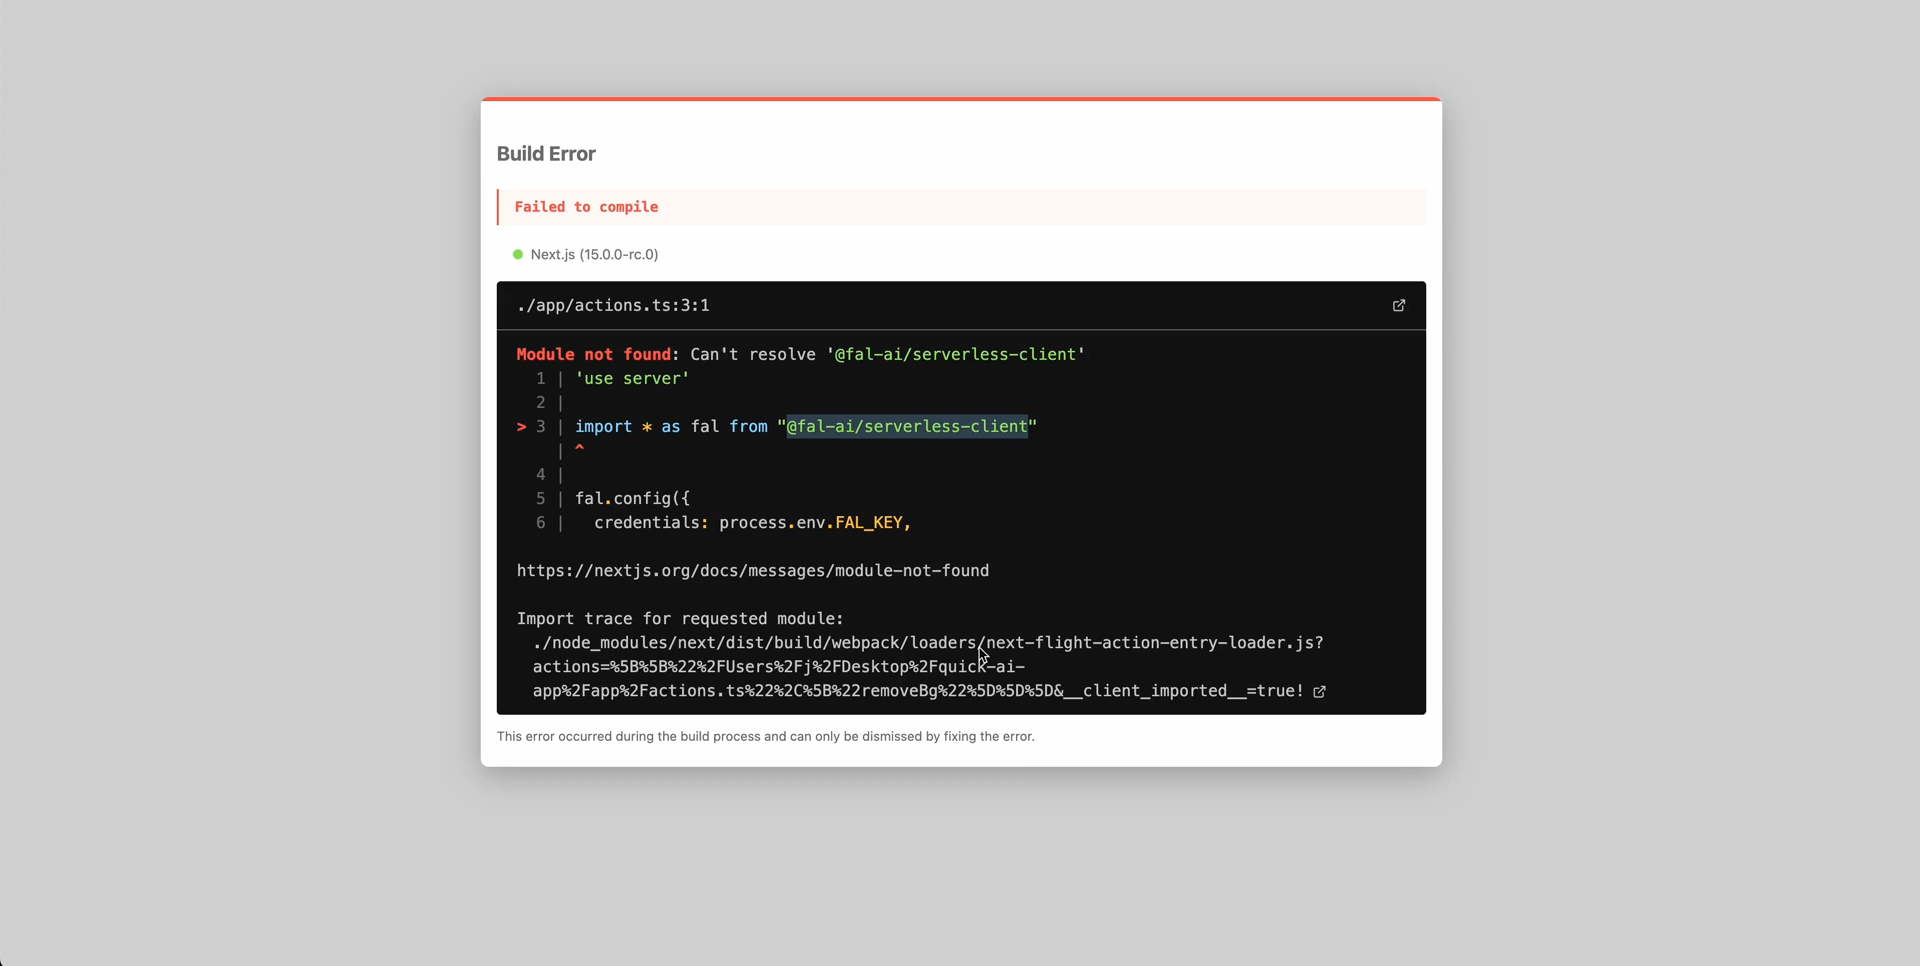 Build Error
Failed to compile
Next.js (15.0.0-rc.0)
./app/actions.ts:3:1
Module not found: Can't resolve '@fal-ai/serverless-client'
1 | 'use server'
2 |
> 3 | import * as fal from "@fal-ai/serverless-client"
| ^
4 |
5 | fal.config({
6 |   credentials: process.env.FAL_KEY,
https://nextjs.org/docs/messages/module-not-found
Import trace for requested module:
./node_modules/next/dist/build/webpack/loaders/next-flight-action-entry-loader.js?
actions=%5B%5B%22%2FUsers%2Fj%2FDesktop%2Fquick-ai-
app%2Fapp%2Factions.ts%22%2C%5B%22removeBg%22%5D%5D%5D&__client_imported__=true!
This error occurred during the build process and can only be dismissed by fixing the error.